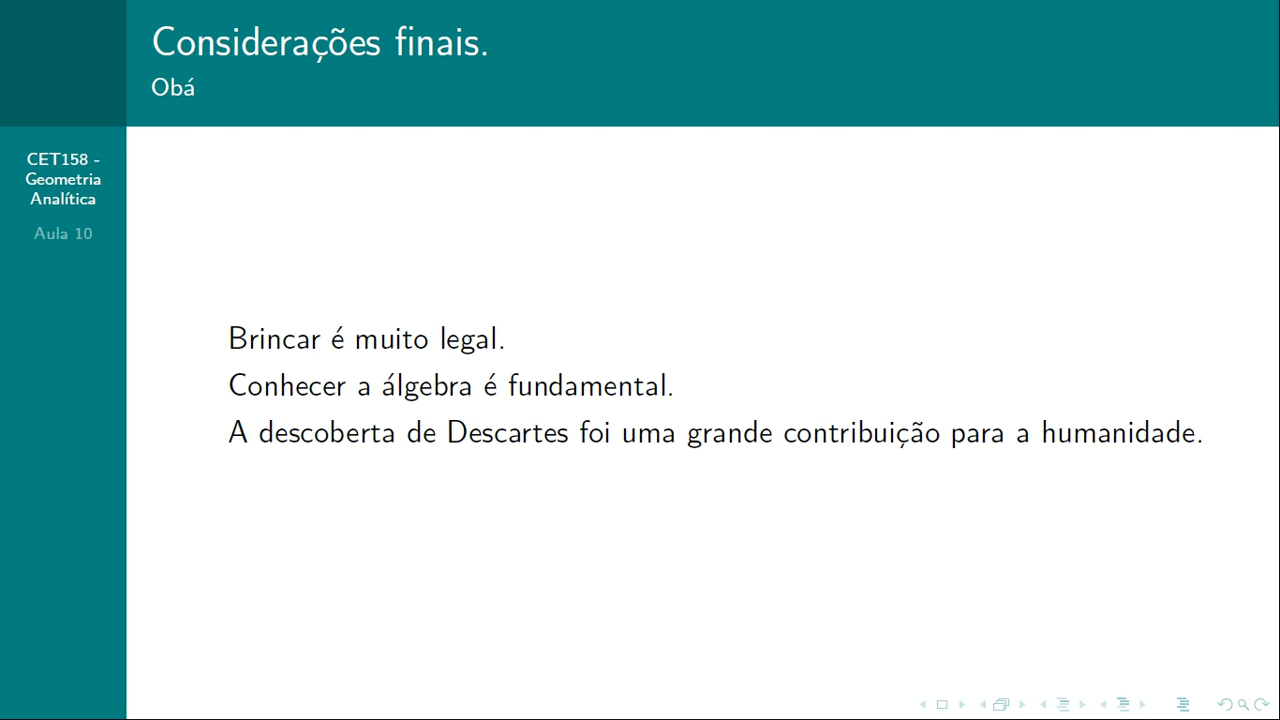 Considerações finais.
Obá
CET158 -
Geometria
Analítica
Aula 10
Brincar é muito legal.
Conhecer a álgebra é fundamental.
A descoberta de Descartes foi uma grande contribuição para a humanidade.